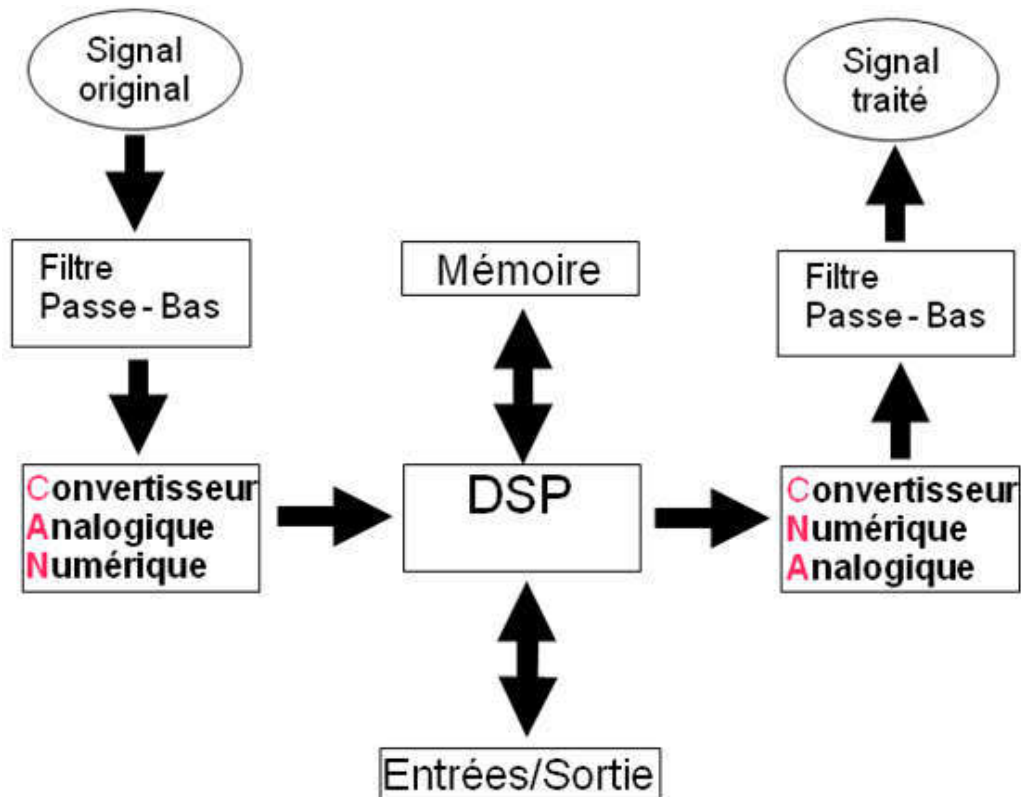 Signal
original
Signal
traité
Filtre
Passe-Bas
Mémoire
Filtre
Passe-Bas
Convertisseur
Analogique
Numérique
DSP
Convertisseur
Numérique
Analogique
Entrées/Sortie